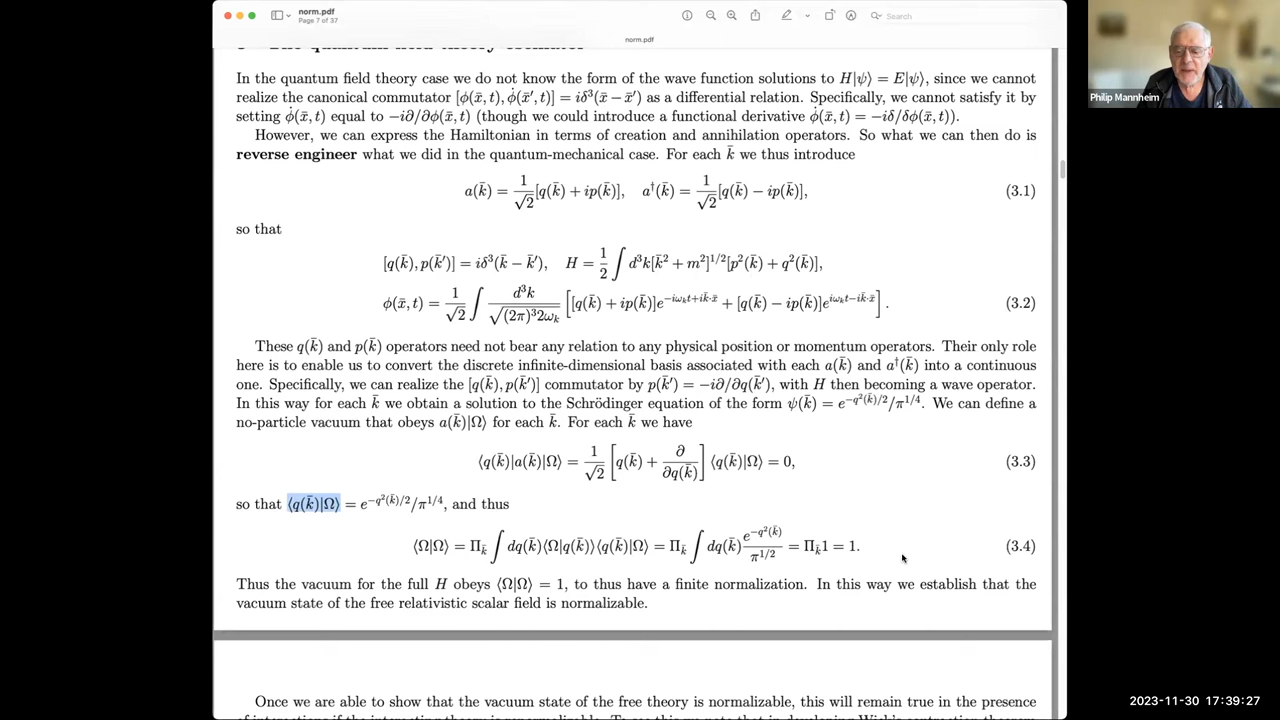 norm.pdf
Page 7 of 37
Search
norm.pdf
In the quantum field theory case we do not know the form of the wave function solutions to H|ψ⟩ = E|ψ⟩, since we cannot
realize the canonical commutator [ϕ(x̄, t), ϕ̇(x̄′, t)] = iδ³(x̄ − x̄′) as a differential relation. Specifically, we cannot satisfy it by
setting ϕ̇(x̄, t) equal to −i∂/∂ϕ(x̄, t) (though we could introduce a functional derivative ϕ̇(x̄, t) = −iδ/δϕ(x̄, t)).
However, we can express the Hamiltonian in terms of creation and annihilation operators. So what we can then do is
reverse engineer what we did in the quantum-mechanical case. For each k̄ we thus introduce
a(k̄) = 1/√2 [q(k̄) + ip(k̄)], a†(k̄) = 1/√2 [q(k̄) − ip(k̄)], (3.1)
so that
[q(k̄), p(k̄′)] = iδ³(k̄ − k̄′), H = 1/2 ∫ d³k[k̄² + m²]^{1/2}[p²(k̄) + q²(k̄)],
ϕ(x̄, t) = 1/√2 ∫ d³k/√((2π)³2ω_k) [[q(k̄) + ip(k̄)]e^{−iω_k t+ik̄·x̄} + [q(k̄) − ip(k̄)]e^{iω_k t−ik̄·x̄}]. (3.2)
These q(k̄) and p(k̄) operators need not bear any relation to any physical position or momentum operators. Their only role
here is to enable us to convert the discrete infinite-dimensional basis associated with each a(k̄) and a†(k̄) into a continuous
one. Specifically, we can realize the [q(k̄), p(k̄′)] commutator by p(k̄′) = −i∂/∂q(k̄′), with H then becoming a wave operator.
In this way for each k̄ we obtain a solution to the Schrödinger equation of the form ψ(k̄) = e^{−q²(k̄)/2}/π^{1/4}. We can define a
no-particle vacuum that obeys a(k̄)|Ω⟩ for each k̄. For each k̄ we have
⟨q(k̄)|a(k̄)|Ω⟩ = 1/√2 [q(k̄) + ∂/∂q(k̄)] ⟨q(k̄)|Ω⟩ = 0, (3.3)
so that ⟨q(k̄)|Ω⟩ = e^{−q²(k̄)/2}/π^{1/4}, and thus
⟨Ω|Ω⟩ = Π_k̄ ∫ dq(k̄)⟨Ω|q(k̄)⟩⟨q(k̄)|Ω⟩ = Π_k̄ ∫ dq(k̄) e^{−q²(k̄)}/π^{1/2} = Π_k̄ 1 = 1. (3.4)
Thus the vacuum for the full H obeys ⟨Ω|Ω⟩ = 1, to thus have a finite normalization. In this way we establish that the
vacuum state of the free relativistic scalar field is normalizable.
Once we are able to show that the vacuum state of the free theory is normalizable, this will remain true in the presence
Philip Mannheim
2023-11-30 17:39:27